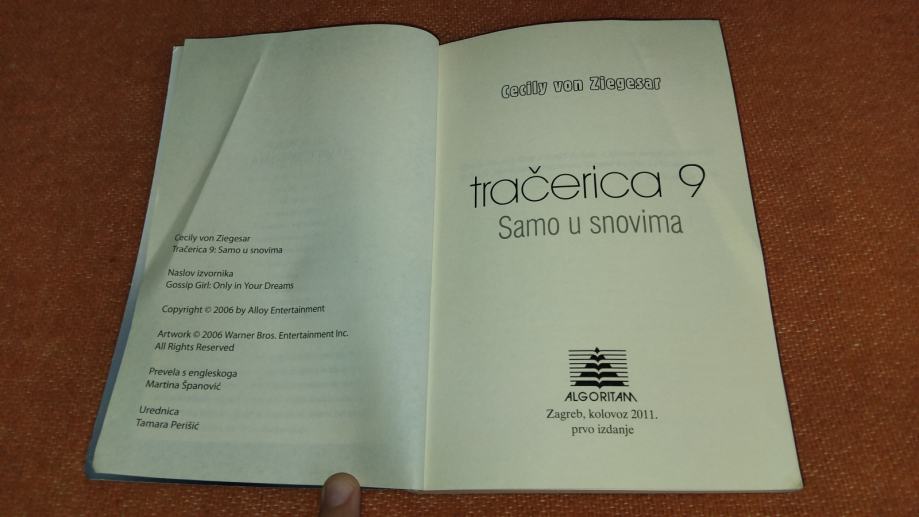 Cecily von Ziegesar
Tračerica 9: Samo u snovima
Naslov izvornika
Gossip Girl: Only in Your Dreams
Copyright © 2006 by Alloy Entertainment
Artwork © 2006 Warner Bros. Entertainment Inc.
All Rights Reserved
Prevela s engleskoga
Martina Španović
Urednica
Tamara Perišić
Cecily von Ziegesar
tračerica 9
Samo u snovima
ALGORITAM
Zagreb, kolovoz 2011.
prvo izdanje